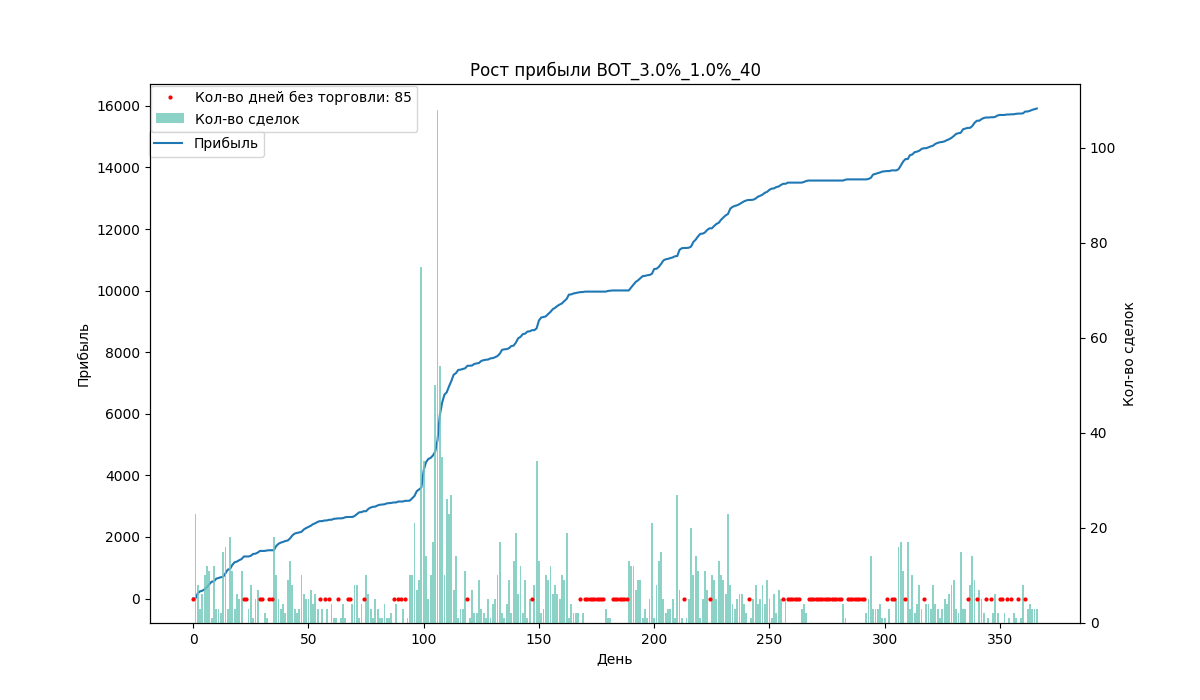 Рост прибыли BOT_3.0%_1.0%_40
Кол-во дней без торговли: 85
Кол-во сделок
Прибыль
16000
14000
12000
10000
8000
6000
4000
2000
0
Прибыль
100
80
60
40
20
0
Кол-во сделок
0 50 100 150 200 250 300 350
День